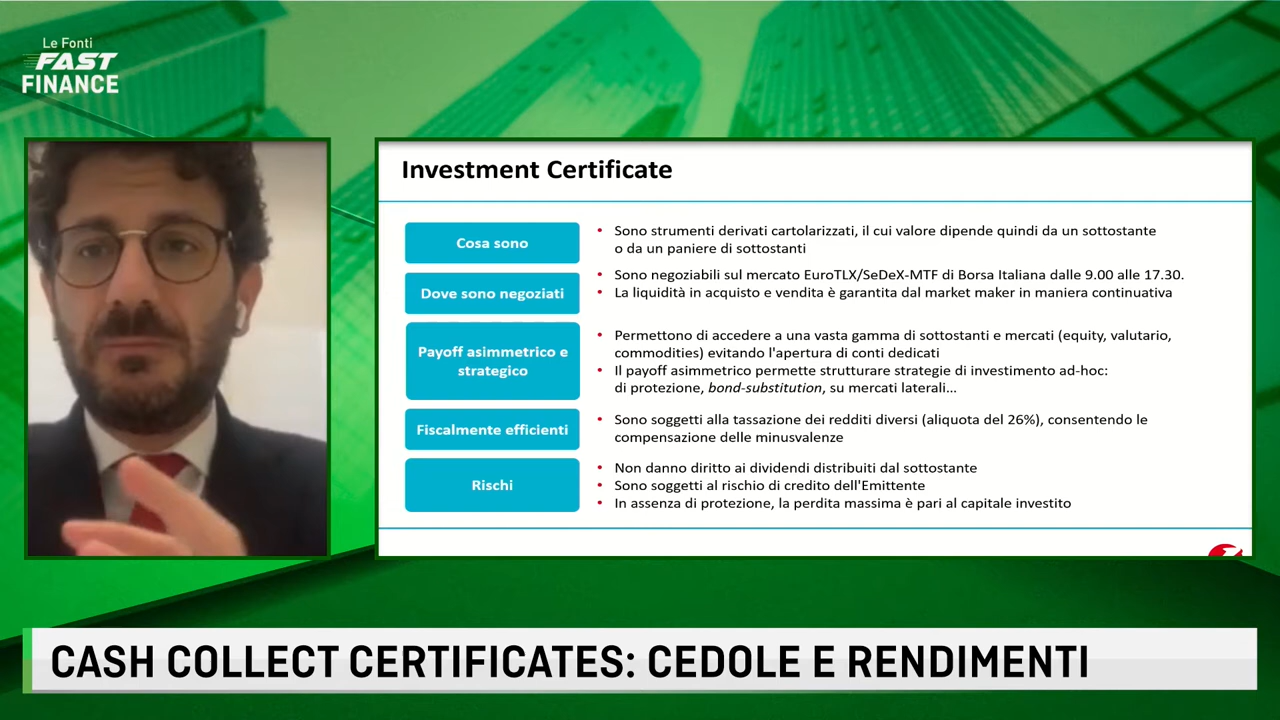 Le Fonti
FAST
FINANCE
Investment Certificate
Cosa sono
• Sono strumenti derivati cartolarizzati, il cui valore dipende quindi da un sottostante
o da un paniere di sottostanti
Dove sono negoziati
• Sono negoziabili sul mercato EuroTLX/SeDeX-MTF di Borsa Italiana dalle 9.00 alle 17.30.
• La liquidità in acquisto e vendita è garantita dal market maker in maniera continuativa
Payoff asimmetrico e
strategico
• Permettono di accedere a una vasta gamma di sottostanti e mercati (equity, valutario,
commodities) evitando l'apertura di conti dedicati
• Il payoff asimmetrico permette strutturare strategie di investimento ad-hoc:
di protezione, bond-substitution, su mercati laterali...
Fiscalmente efficienti
• Sono soggetti alla tassazione dei redditi diversi (aliquota del 26%), consentendo le
compensazione delle minusvalenze
Rischi
• Non danno diritto ai dividendi distribuiti dal sottostante
• Sono soggetti al rischio di credito dell'Emittente
• In assenza di protezione, la perdita massima è pari al capitale investito
CASH COLLECT CERTIFICATES: CEDOLE E RENDIMENTI